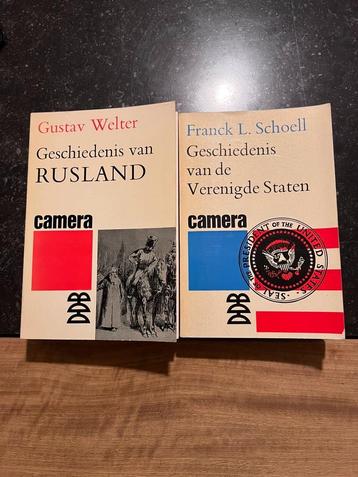 Gustav Welter
Geschiedenis van
RUSLAND
camera
DDB
Franck L. Schoell
Geschiedenis
van de
Verenigde Staten
camera
SEAL OF THE PRESIDENT OF THE UNITED STATES
DDB